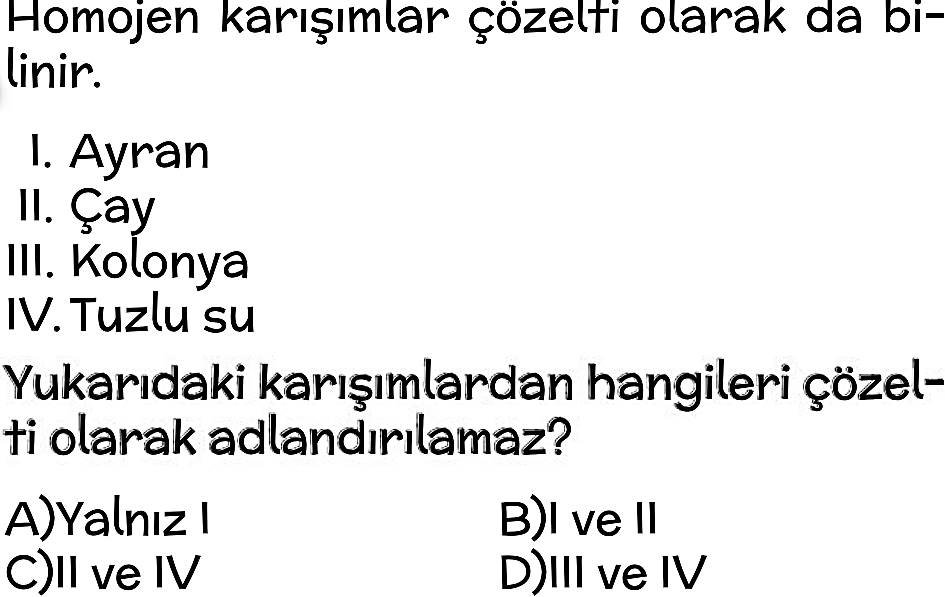 Homojen karışımlar çözelti olarak da bi-
linir.
I. Ayran
II. Çay
III. Kolonya
IV. Tuzlu su
Yukarıdaki karışımlardan hangileri çözel-
ti olarak adlandırılamaz?
A)Yalnız I
B)I ve II
C)II ve IV
D)III ve IV